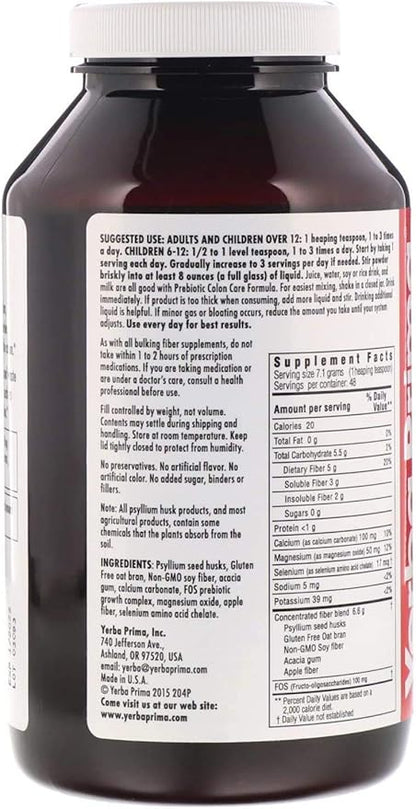 SUGGESTED USE: ADULTS AND CHILDREN OVER 12: 1 heaping teaspoon, 1 to 3 times
a day. CHILDREN 6-12: 1/2 to 1 level teaspoon, 1 to 3 times a day. Start by taking 1
serving each day. Gradually increase to 3 servings per day if needed. Stir powder
briskly into at least 8 ounces (a full glass) of liquid. Juice, water, soy or rice drink, and
milk are all good with Prebiotic Colon Care Formula. For easiest mixing, shake in a closed jar. Drink
immediately. If product is too thick when consuming, add more liquid and stir. Drinking additional
liquid is helpful. If minor gas or bloating occurs, reduce the amount you take until your system
adjusts. Use every day for best results.
As with all bulking fiber supplements, do not
take within 1 to 2 hours of prescription
medications. If you are taking medication or
are under a doctor's care, consult a health
professional before use.
Fill controlled by weight, not volume.
Contents may settle during shipping and
handling. Store at room temperature. Keep
lid tightly closed to protect from humidity.
No preservatives. No artificial flavor. No
artificial color. No added sugar, binders or
fillers.
Note: All psyllium husk products, and most
agricultural products, contain some
chemicals that the plants absorb from the
soil.
INGREDIENTS: Psyllium seed husks, Gluten
Free oat bran, Non-GMO soy fiber, acacia
gum, calcium carbonate, FOS prebiotic
growth complex, magnesium oxide, apple
fiber, selenium amino acid chelate.
Yerba Prima, Inc.
740 Jefferson Ave.,
Ashland, OR 97520, USA
email: yerba@yerbaprima.com
Made in U.S.A.
© Yerba Prima 2015 204P
Come visit us at our web site:
www.yerbaprima.com
Supplement Facts
Serving size 7.1 grams (1heaping teaspoon)
Servings per container: 48
Amount per serving % Daily Value**
Calories 20
Total Fat 0 g
Total Carbohydrate 5.5 g 2%
Dietary Fiber 5 g 20%
Soluble Fiber 3 g
Insoluble Fiber 2 g
Sugars 0 g
Protein <1 g
Calcium (as calcium carbonate) 100 mg 10%
Magnesium (as magnesium oxide) 50 mg 12%
Selenium (as selenium amino acid chelate)
Sodium 5 mg <2%
Potassium 39 mg <2%
Concentrated fiber blend 6.6 g †
Psyllium seed husks
Gluten Free Oat bran
Non-GMO Soy fiber
Acacia gum
Apple fiber
FOS (Fructo-oligosaccharides) 100 mg
** Percent Daily Values are based on a
2,000 calorie diet.
† Daily Value not established